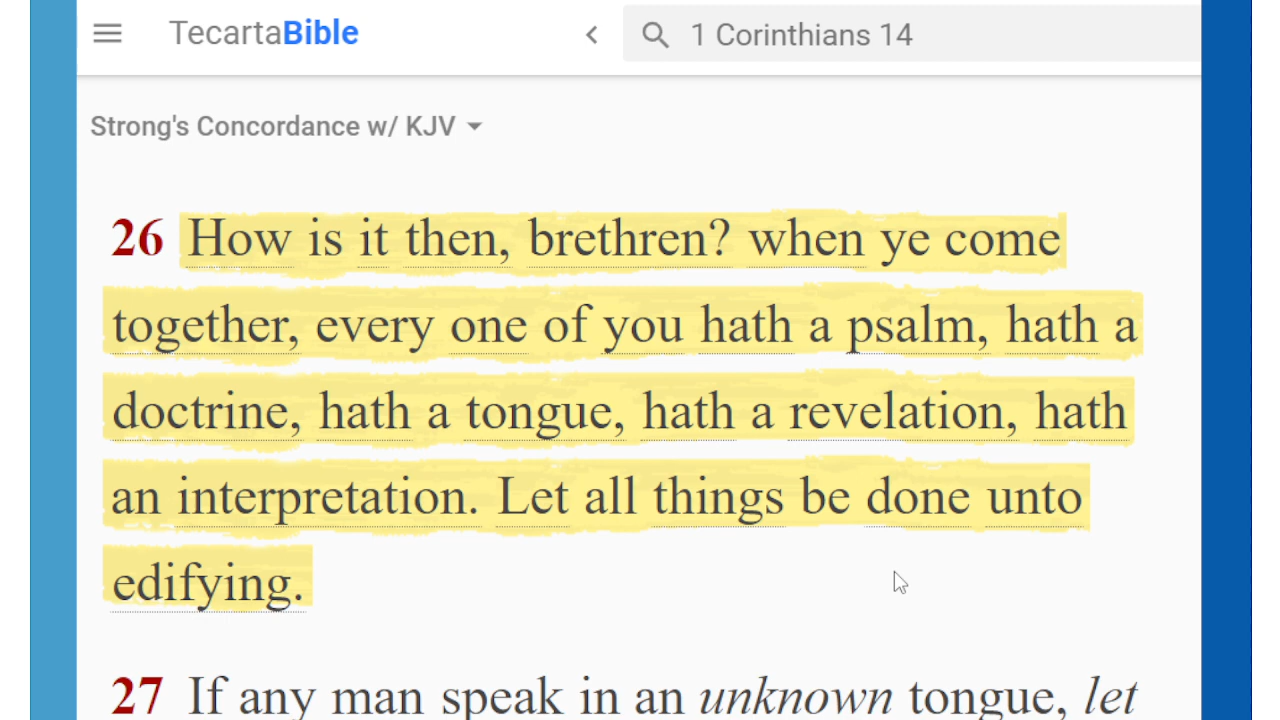 TecartaBible
1 Corinthians 14
Strong's Concordance w/ KJV
26 How is it then, brethren? when ye come
together, every one of you hath a psalm, hath a
doctrine, hath a tongue, hath a revelation, hath
an interpretation. Let all things be done unto
edifying.
27 If any man speak in an unknown tongue, let